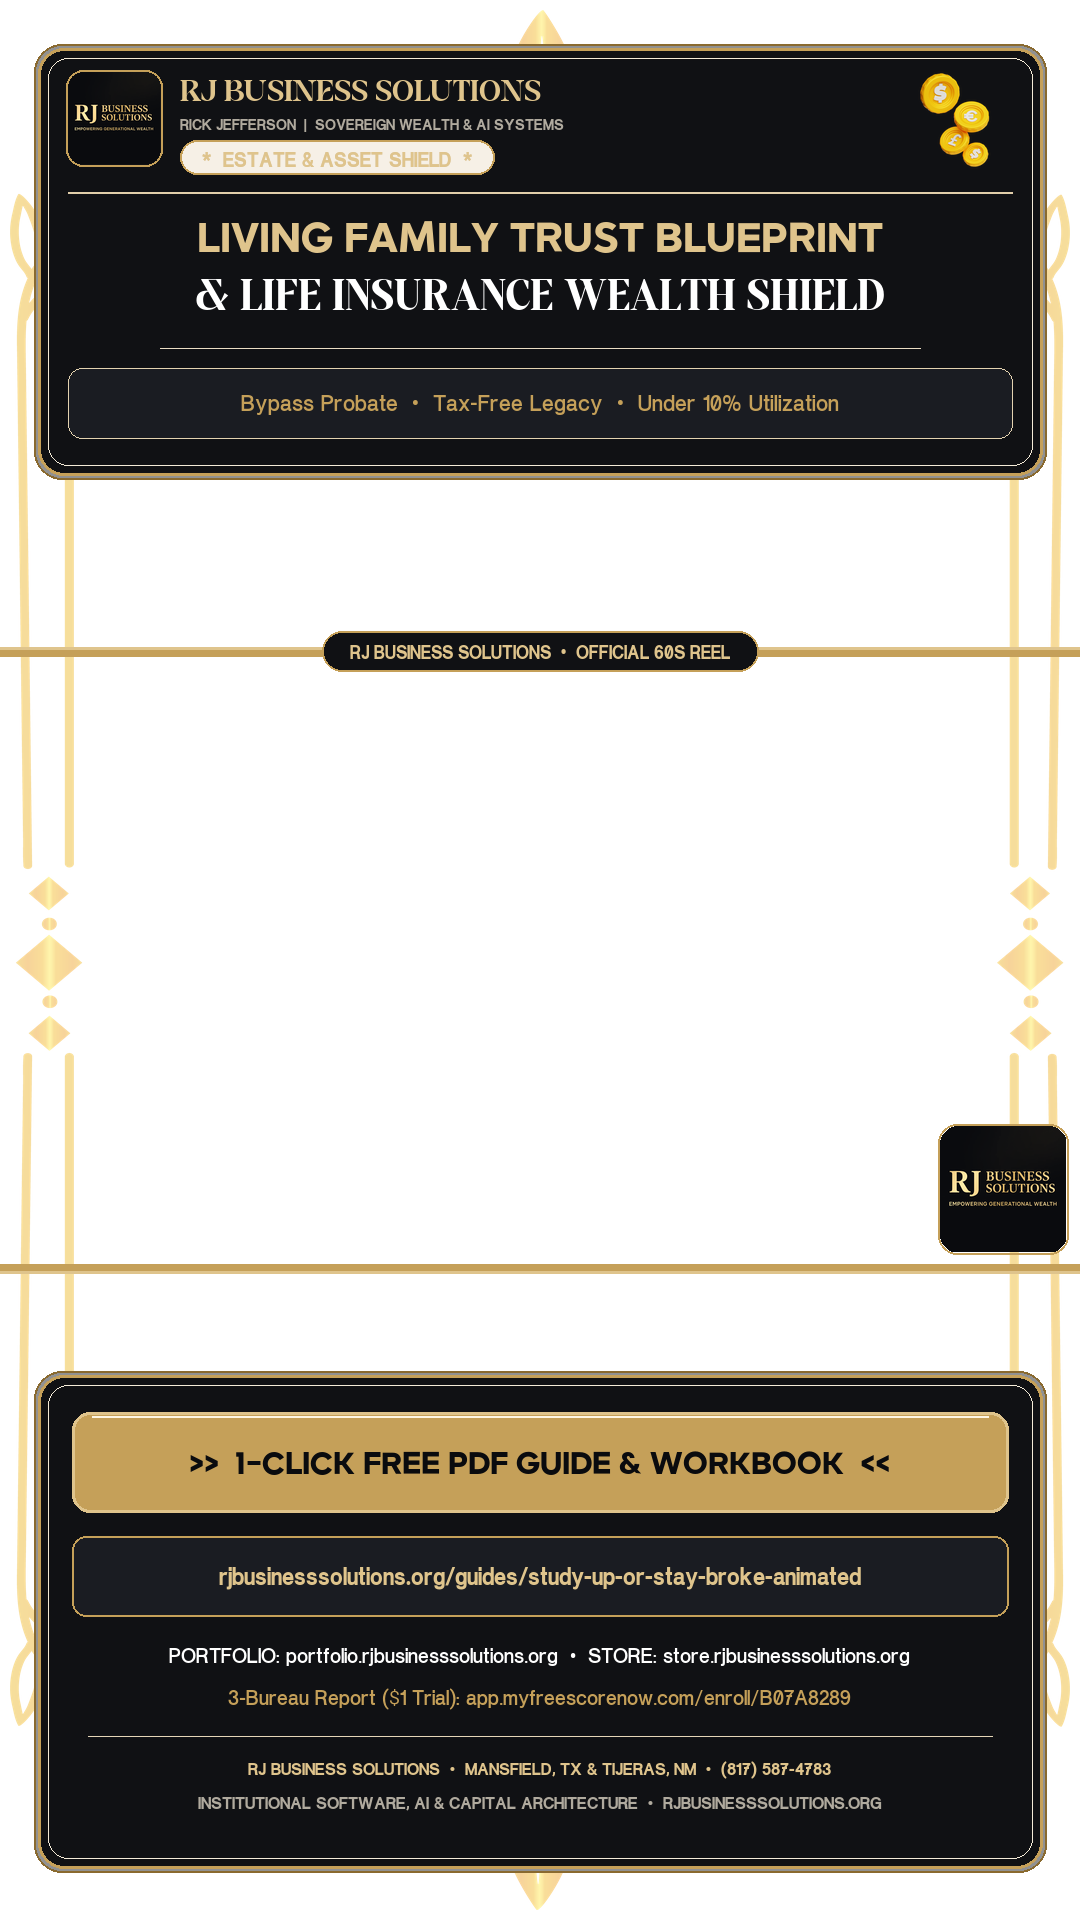 RJ BUSINESS SOLUTIONS
EMPOWERING GENERATIONAL WEALTH
RJ BUSINESS SOLUTIONS
RICK JEFFERSON | SOVEREIGN WEALTH & AI SYSTEMS
* ESTATE & ASSET SHIELD *
LIVING FAMILY TRUST BLUEPRINT
& LIFE INSURANCE WEALTH SHIELD
Bypass Probate • Tax-Free Legacy • Under 10% Utilization
RJ BUSINESS SOLUTIONS • OFFICIAL 60S REEL
RJ BUSINESS SOLUTIONS
EMPOWERING GENERATIONAL WEALTH
>> 1-CLICK FREE PDF GUIDE & WORKBOOK <<
rjbusinesssolutions.org/guides/study-up-or-stay-broke-animated
PORTFOLIO: portfolio.rjbusinesssolutions.org • STORE: store.rjbusinesssolutions.org
3-Bureau Report ($1 Trial): app.myfreescorenow.com/enroll/B07A8289
RJ BUSINESS SOLUTIONS • MANSFIELD, TX & TIJERAS, NM • (817) 587-4783
INSTITUTIONAL SOFTWARE, AI & CAPITAL ARCHITECTURE • RJBUSINESSSOLUTIONS.ORG